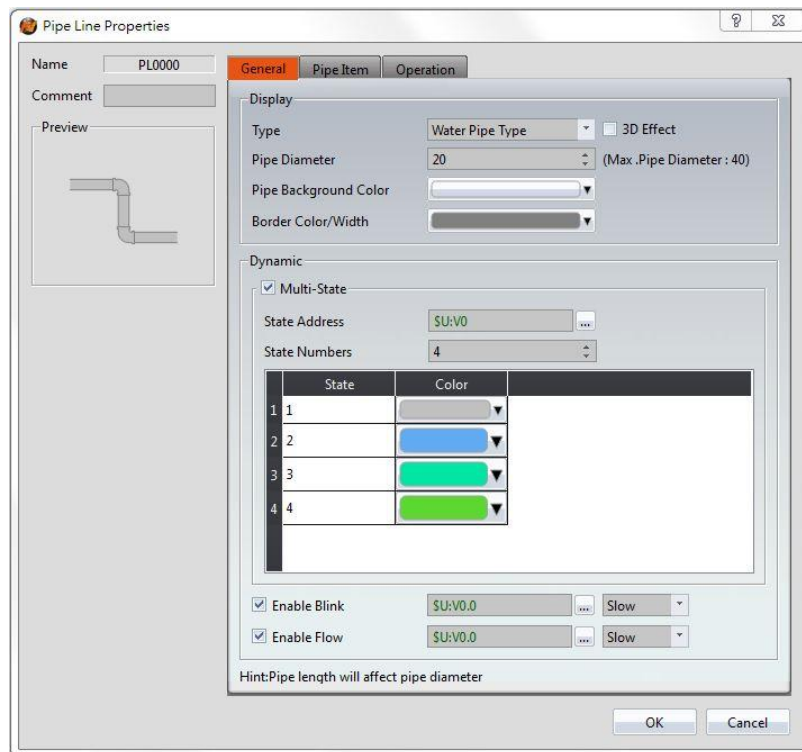 Pipe Line Properties
Name PL0000
Comment
Preview
General Pipe Item Operation
Display
Type Water Pipe Type 3D Effect
Pipe Diameter 20 (Max .Pipe Diameter : 40)
Pipe Background Color
Border Color/Width
Dynamic
Multi-State
State Address $U:V0 ...
State Numbers 4
State Color
1 1
2 2
3 3
4 4
Enable Blink $U:V0.0 ... Slow
Enable Flow $U:V0.0 ... Slow
Hint:Pipe length will affect pipe diameter
OK Cancel